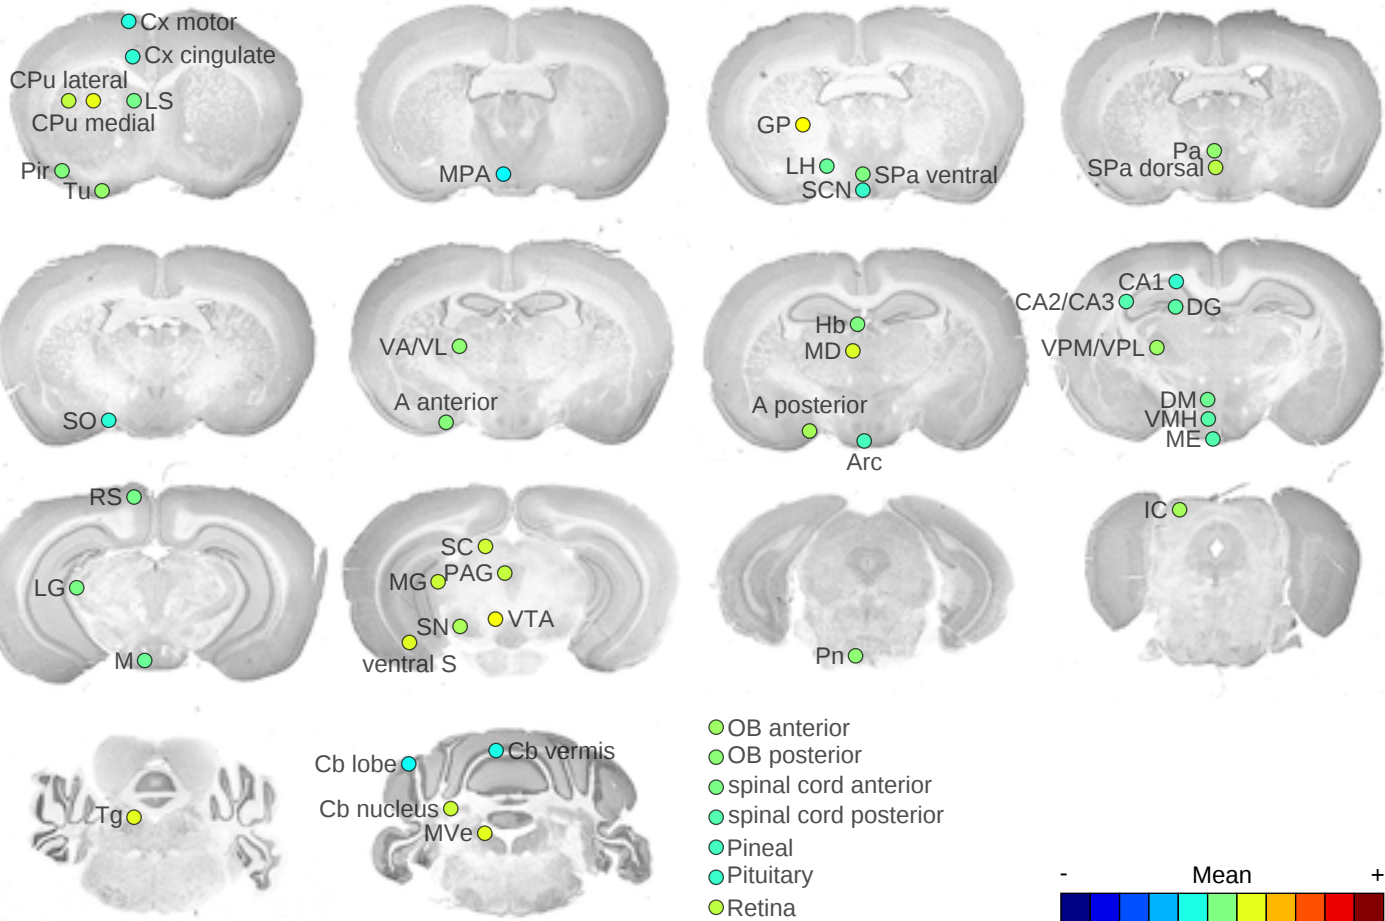 Cx motor
Cx cingulate
CPu lateral
LS
CPu medial
Pir
Tu
MPA
GP
LH
SPa ventral
SCN
Pa
SPa dorsal
SO
VA/VL
A anterior
Hb
MD
A posterior
Arc
CA1
CA2/CA3
DG
VPM/VPL
DM
VMH
ME
RS
LG
M
SC
MG
PAG
SN
VTA
ventral S
Pn
IC
Tg
Cb lobe
Cb vermis
Cb nucleus
MVe
OB anterior
OB posterior
spinal cord anterior
spinal cord posterior
Pineal
Pituitary
Retina
- Mean +